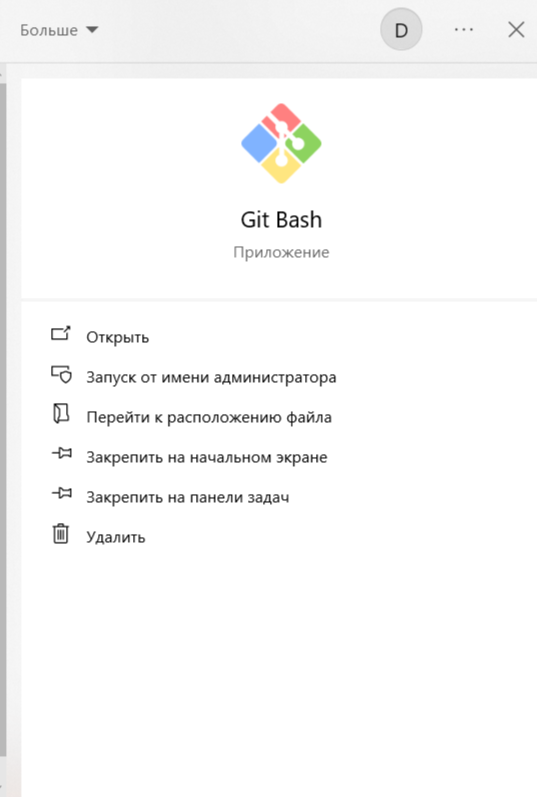 Больше
D
Git Bash
Приложение
Открыть
Запуск от имени администратора
Перейти к расположению файла
Закрепить на начальном экране
Закрепить на панели задач
Удалить